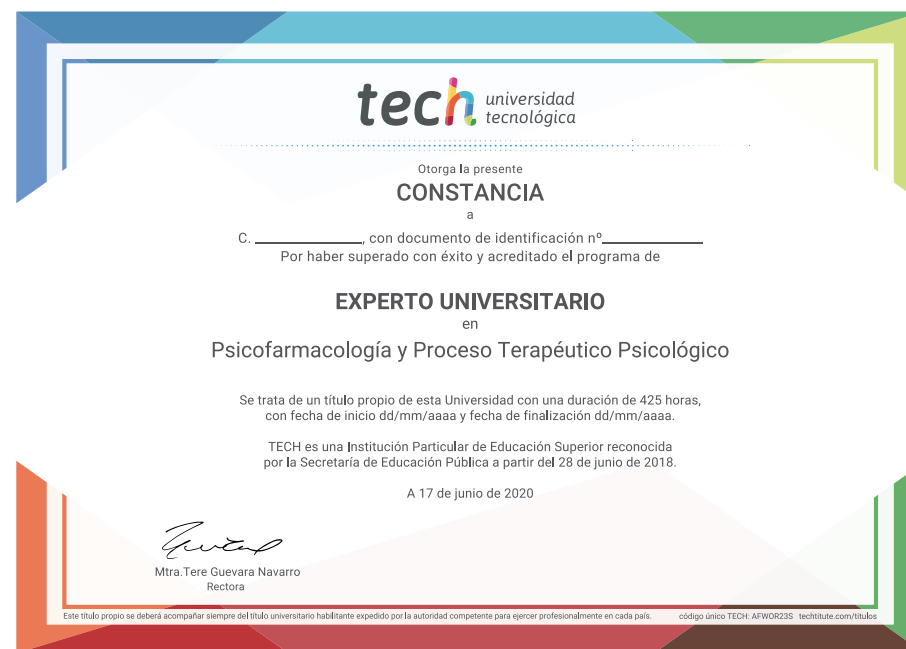 tech universidad
tecnológica
Otorga la presente
CONSTANCIA
a
C. ____________, con documento de identificación nº____________
Por haber superado con éxito y acreditado el programa de
EXPERTO UNIVERSITARIO
en
Psicofarmacología y Proceso Terapéutico Psicológico
Se trata de un título propio de esta Universidad con una duración de 425 horas,
con fecha de inicio dd/mm/aaaa y fecha de finalización dd/mm/aaaa.
TECH es una Institución Particular de Educación Superior reconocida
por la Secretaría de Educación Pública a partir del 28 de junio de 2018.
A 17 de junio de 2020
Mtra.Tere Guevara Navarro
Rectora
Este título propio se deberá acompañar siempre del título universitario habilitante expedido por la autoridad competente para ejercer profesionalmente en cada país. código único TECH: AFWOR23S techtitute.com/titulos